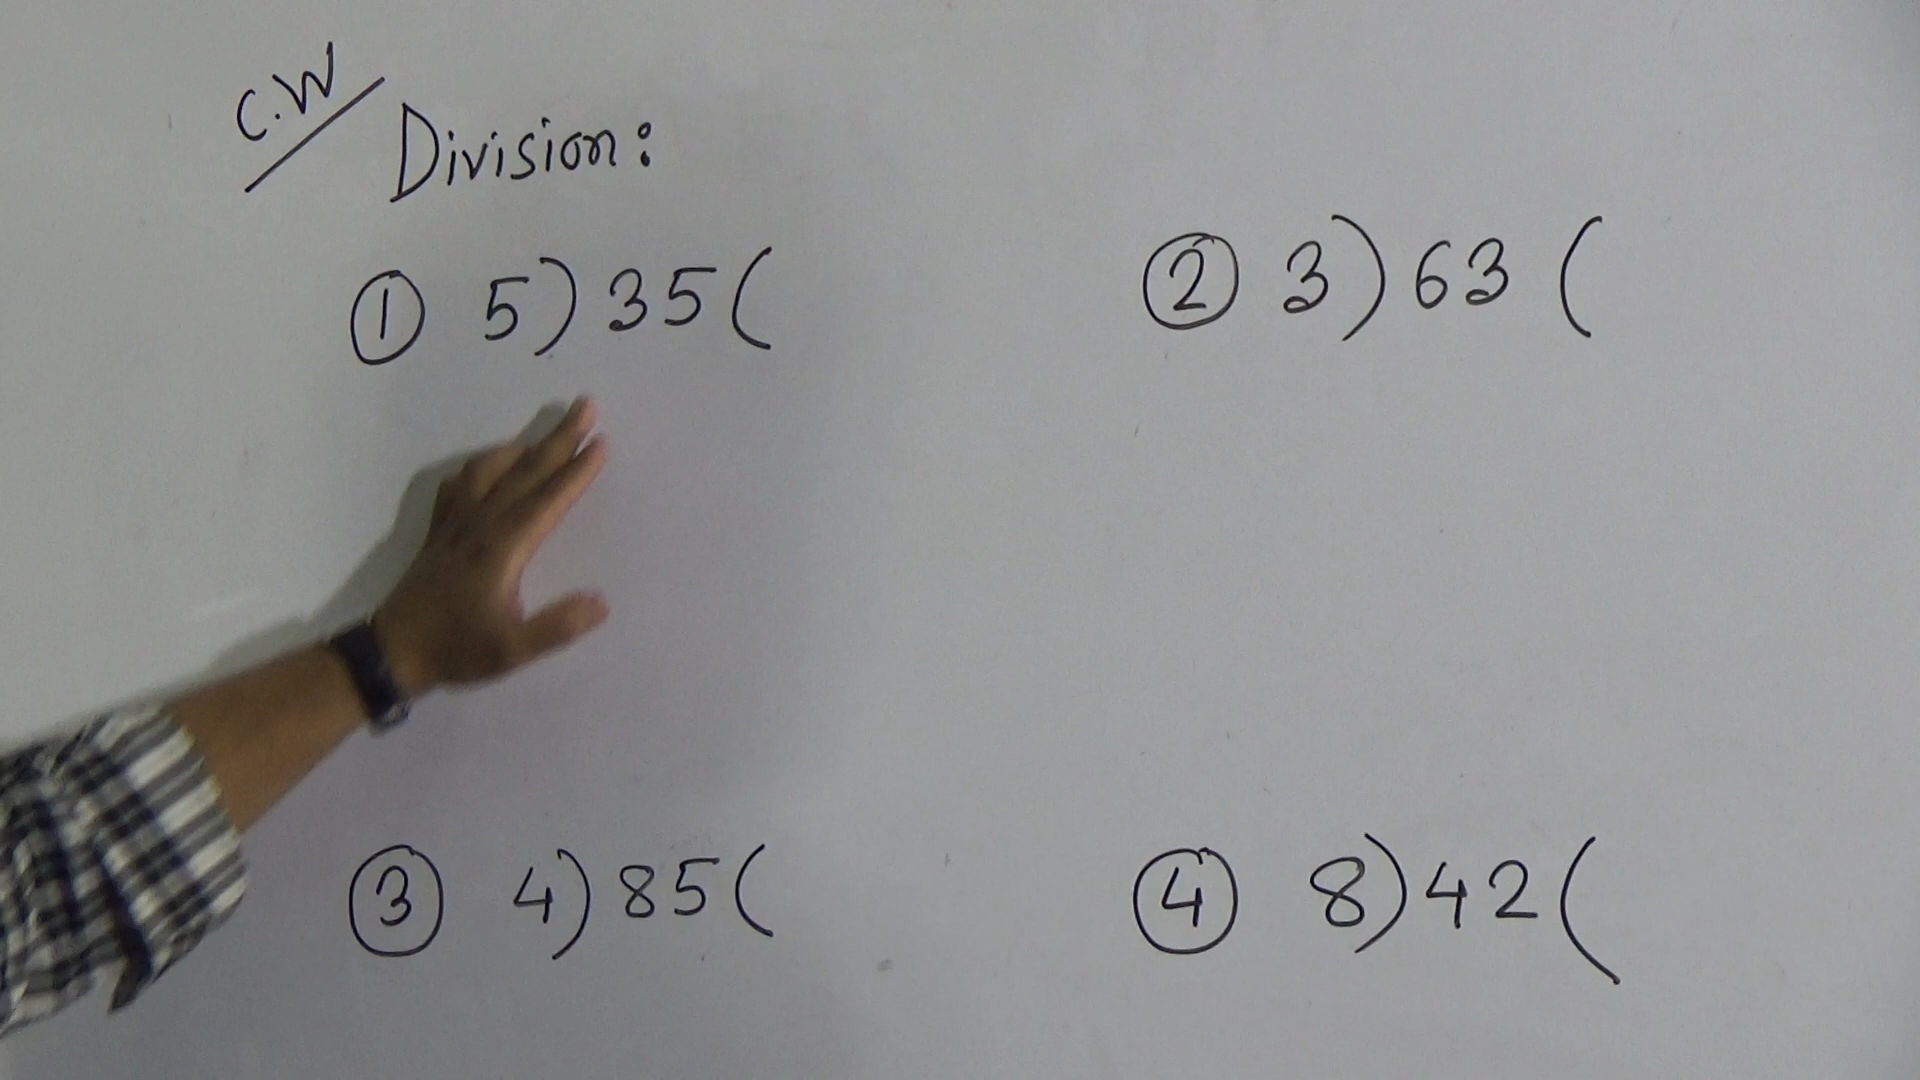 C.W
Division:
① 5)35(
② 3)63(
③ 4)85(
④ 8)42(